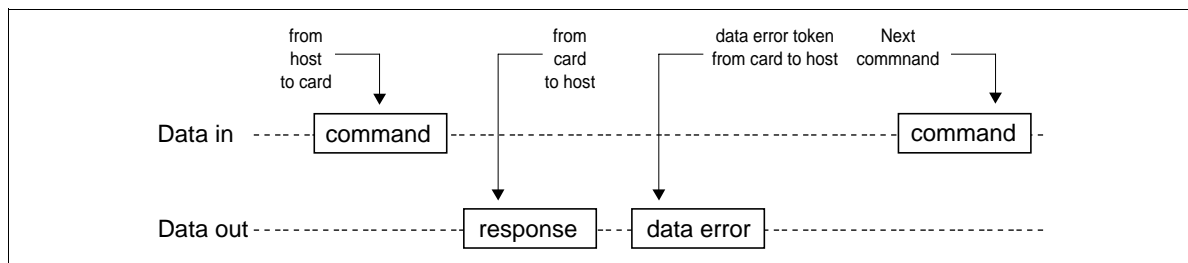 from
host
to card
from
card
to host
data error token
from card to host
Next
commnand
Data in
command
command
Data out
response
data error